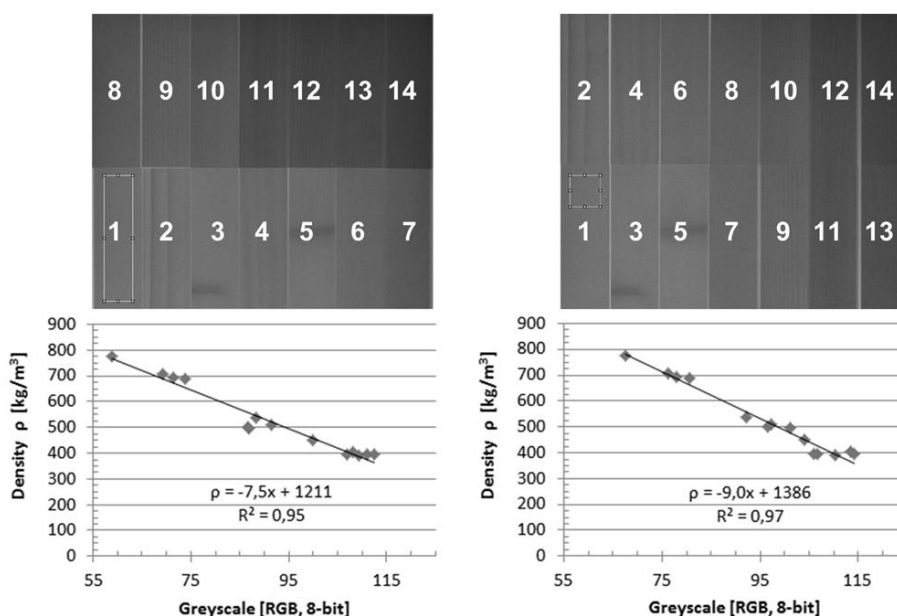 8 9 10 11 12 13 14
1 2 3 4 5 6 7
900
800
700
600
500
400
300
200
100
0
Density ρ [kg/m³]
ρ = -7,5x + 1211
R² = 0,95
55 75 95 115
Greyscale [RGB, 8-bit]
2 4 6 8 10 12 14
1 3 5 7 9 11 13
900
800
700
600
500
400
300
200
100
0
Density ρ [kg/m³]
ρ = -9,0x + 1386
R² = 0,97
55 75 95 115
Greyscale [RGB, 8-bit]